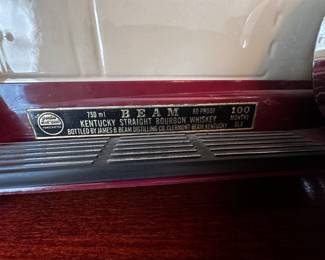 750 ml BEAM 80 PROOF 100
KENTUCKY STRAIGHT BOURBON WHISKEY MONTHS
BOTTLED BY JAMES B. BEAM DISTILLING CO. CLERMONT-BEAM, KENTUCKY OLD